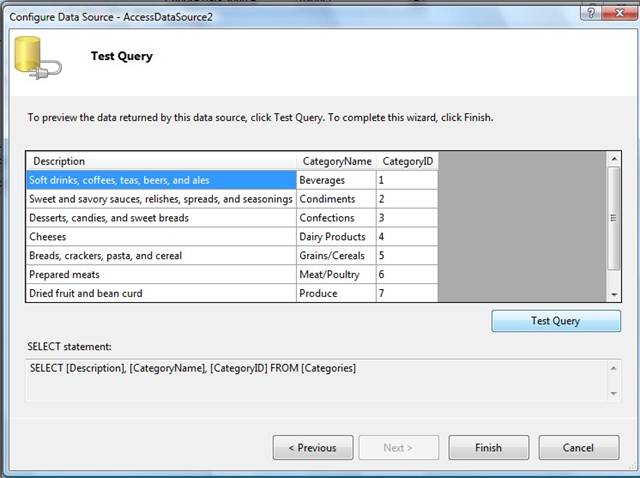 Configure Data Source - AccessDataSource2
Test Query
To preview the data returned by this data source, click Test Query. To complete this wizard, click Finish.
Description CategoryName CategoryID
Soft drinks, coffees, teas, beers, and ales Beverages 1
Sweet and savory sauces, relishes, spreads, and seasonings Condiments 2
Desserts, candies, and sweet breads Confections 3
Cheeses Dairy Products 4
Breads, crackers, pasta, and cereal Grains/Cereals 5
Prepared meats Meat/Poultry 6
Dried fruit and bean curd Produce 7
Test Query
SELECT statement:
SELECT [Description], [CategoryName], [CategoryID] FROM [Categories]
< Previous Next > Finish Cancel